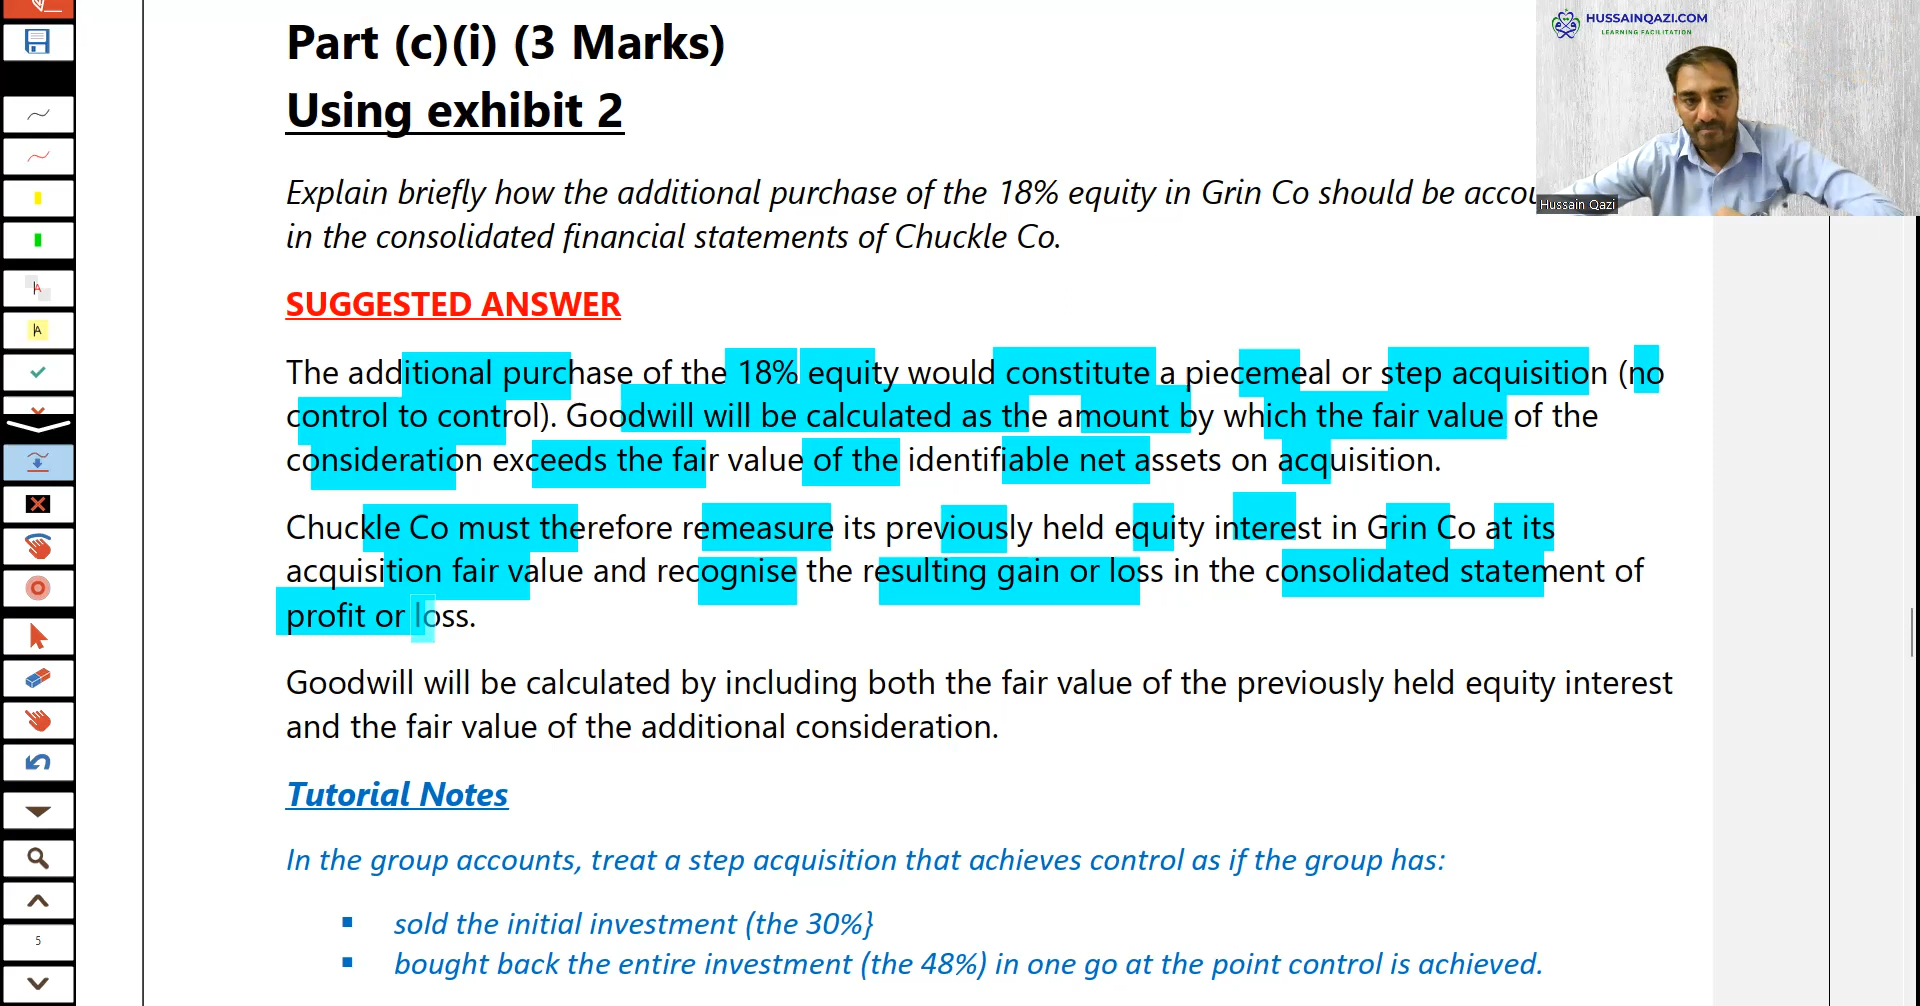 HUSSAINQAZI.COM
LEARNING FACILITATION
Hussain Qazi
Part (c)(i) (3 Marks)
Using exhibit 2
Explain briefly how the additional purchase of the 18% equity in Grin Co should be
in the consolidated financial statements of Chuckle Co.
SUGGESTED ANSWER
The additional purchase of the 18% equity would constitute a piecemeal or step acquisition (no
control to control). Goodwill will be calculated as the amount by which the fair value of the
consideration exceeds the fair value of the identifiable net assets on acquisition.
Chuckle Co must therefore remeasure its previously held equity interest in Grin Co at its
acquisition fair value and recognise the resulting gain or loss in the consolidated statement of
profit or loss.
Goodwill will be calculated by including both the fair value of the previously held equity interest
and the fair value of the additional consideration.
Tutorial Notes
In the group accounts, treat a step acquisition that achieves control as if the group has:
▪ sold the initial investment (the 30%}
▪ bought back the entire investment (the 48%) in one go at the point control is achieved.
5